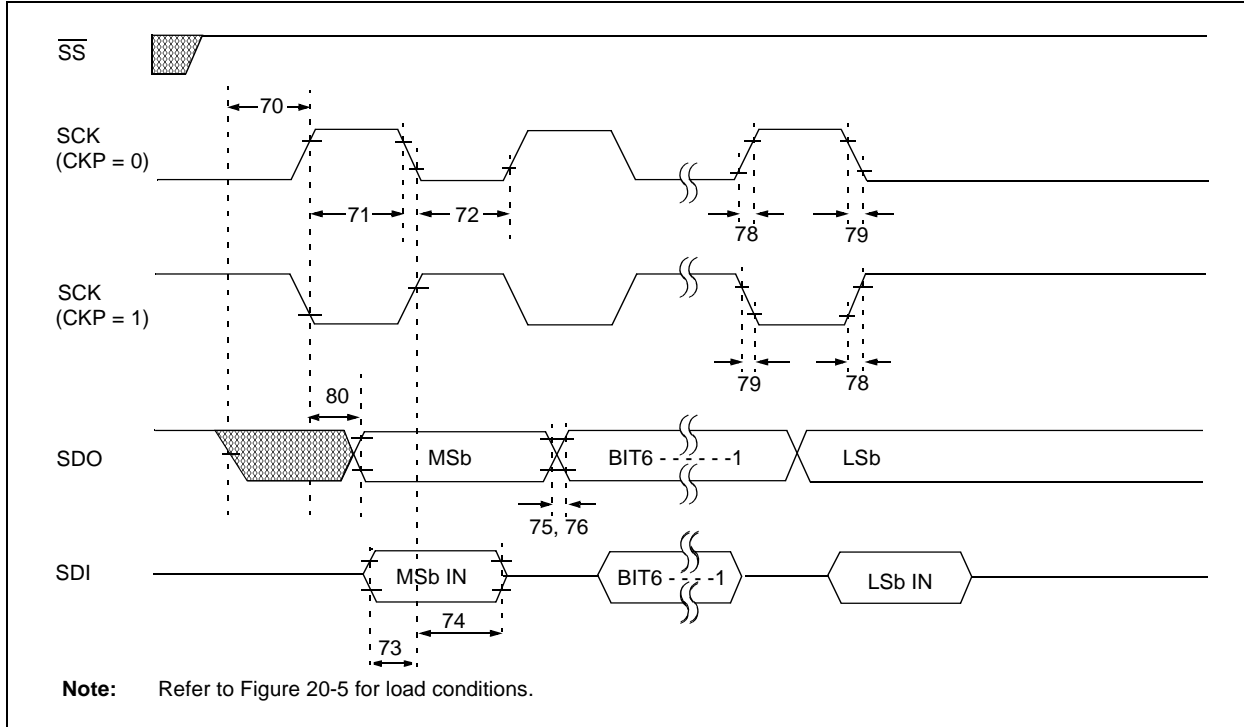 SS
70
SCK
(CKP = 0)
71
72
78
79
SCK
(CKP = 1)
79
78
80
SDO
MSb
BIT6 - - - - - -1
LSb
75, 76
SDI
MSb IN
BIT6 - - - - -1
LSb IN
74
73
Note: Refer to Figure 20-5 for load conditions.